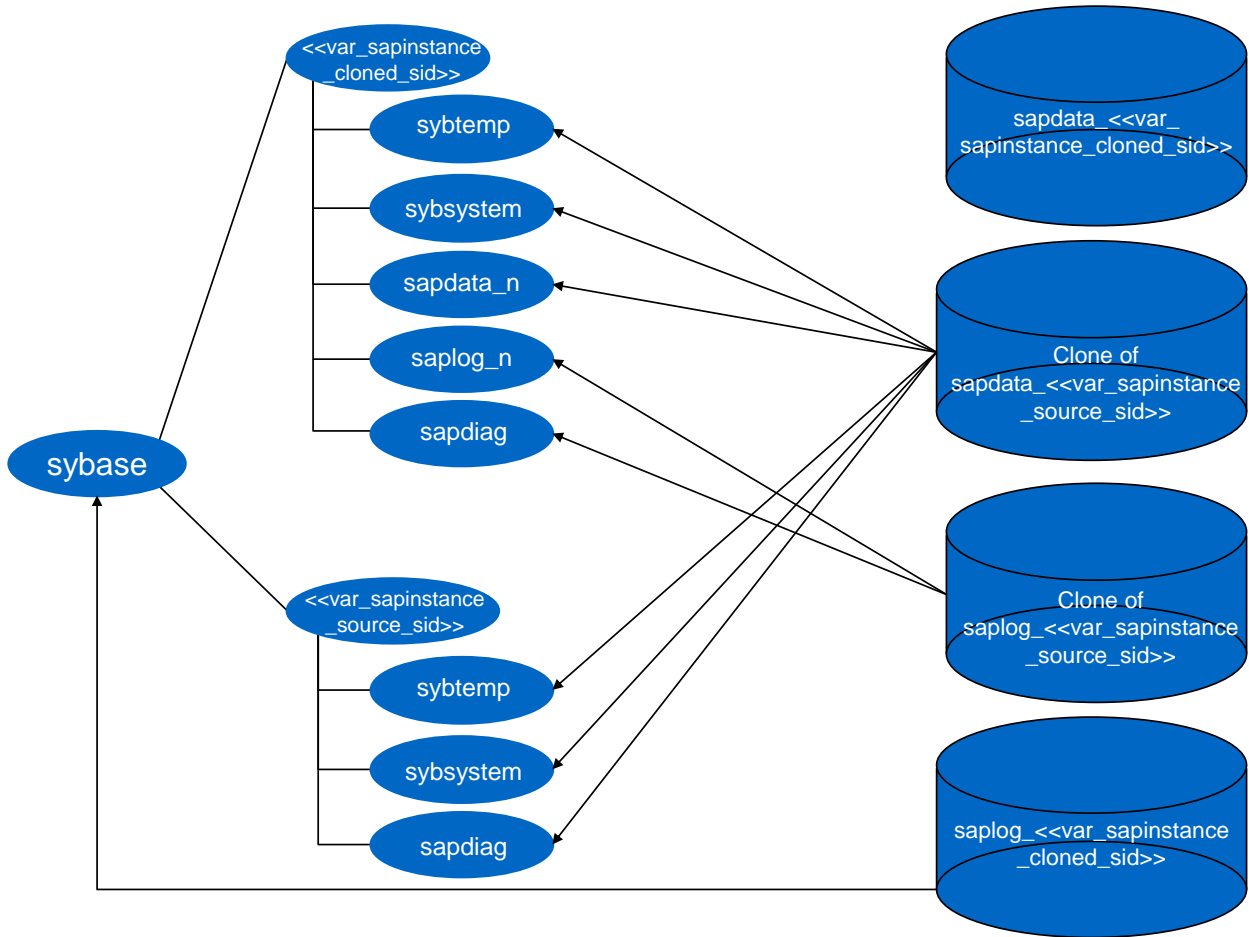 <<var_sapinstance
_cloned_sid>>
sybtemp
sybsystem
sapdata_n
saplog_n
sapdiag
sybase
<<var_sapinstance
_source_sid>>
sybtemp
sybsystem
sapdiag
sapdata_<<var_
sapinstance_cloned_sid>>
Clone of
sapdata_<<var_sapinstance
_source_sid>>
Clone of
saplog_<<var_sapinstance
_source_sid>>
saplog_<<var_sapinstance
_cloned_sid>>